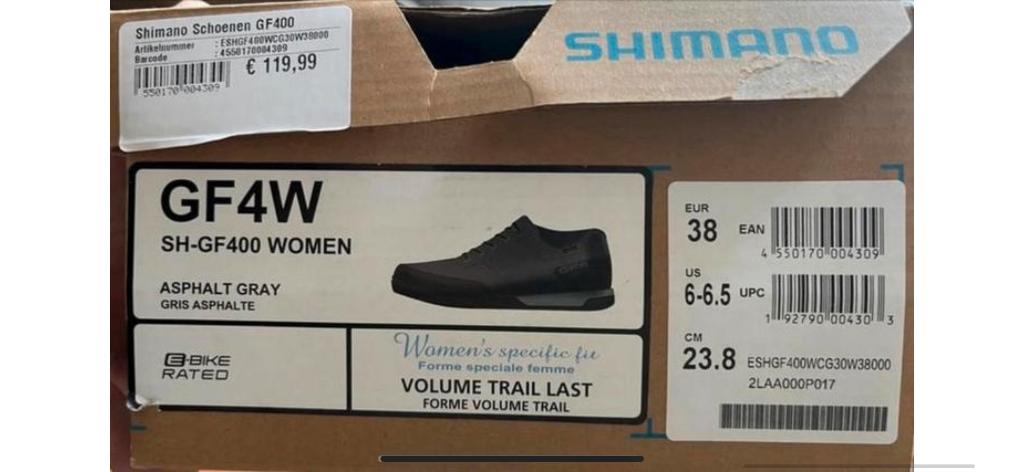 Shimano Schoenen GF400
Artikelnummer : ESHGF400WCG30W38000
Barcode : 4550170004309
€ 119,99
550170 004309
SHIMANO
GF4W
SH-GF400 WOMEN
ASPHALT GRAY
GRIS ASPHALTE
E-BIKE
RATED
Women's specific fit
Forme speciale femme
VOLUME TRAIL LAST
FORME VOLUME TRAIL
EUR
38
EAN
4 550170 004309
US
6-6.5
UPC
1 92790 00430 3
CM
23.8
ESHGF400WCG30W38000
2LAA000P017